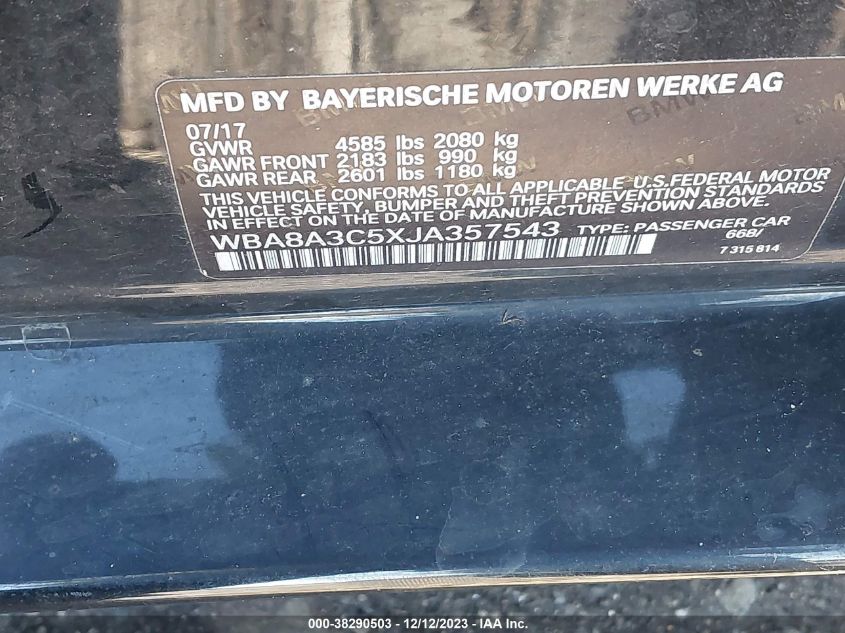 MFD BY BAYERISCHE MOTOREN WERKE AG
07/17
GVWR 4585 lbs 2080 kg
GAWR FRONT 2183 lbs 990 kg
GAWR REAR 2601 lbs 1180 kg
THIS VEHICLE CONFORMS TO ALL APPLICABLE U.S.FEDERAL MOTOR
VEHICLE SAFETY, BUMPER AND THEFT PREVENTION STANDARDS
IN EFFECT ON THE DATE OF MANUFACTURE SHOWN ABOVE.
WBA8A3C5XJA357543 TYPE: PASSENGER CAR
668/
7 315 814
000-38290503 - 12/12/2023 - IAA Inc.